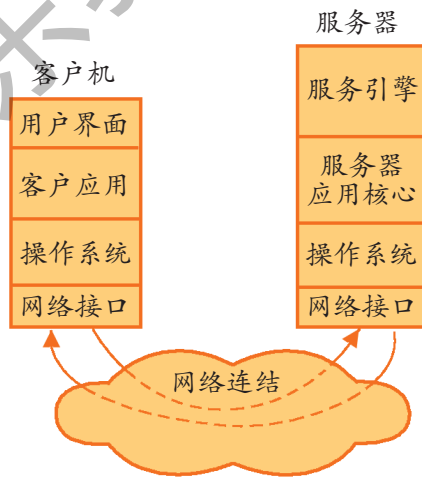 服务器
客户机
用户界面
客户应用
操作系统
网络接口
服务引擎
服务器
应用核心
操作系统
网络接口
网络连结